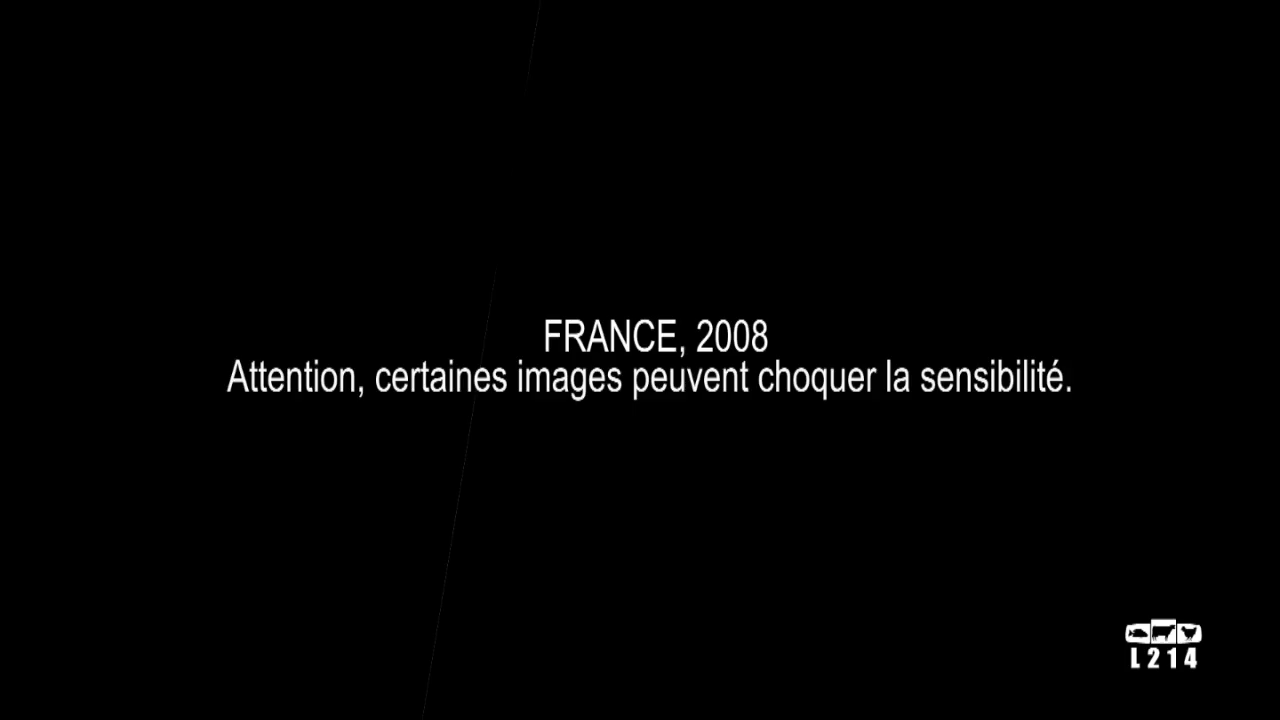 FRANCE, 2008
Attention, certaines images peuvent choquer la sensibilité.
L214